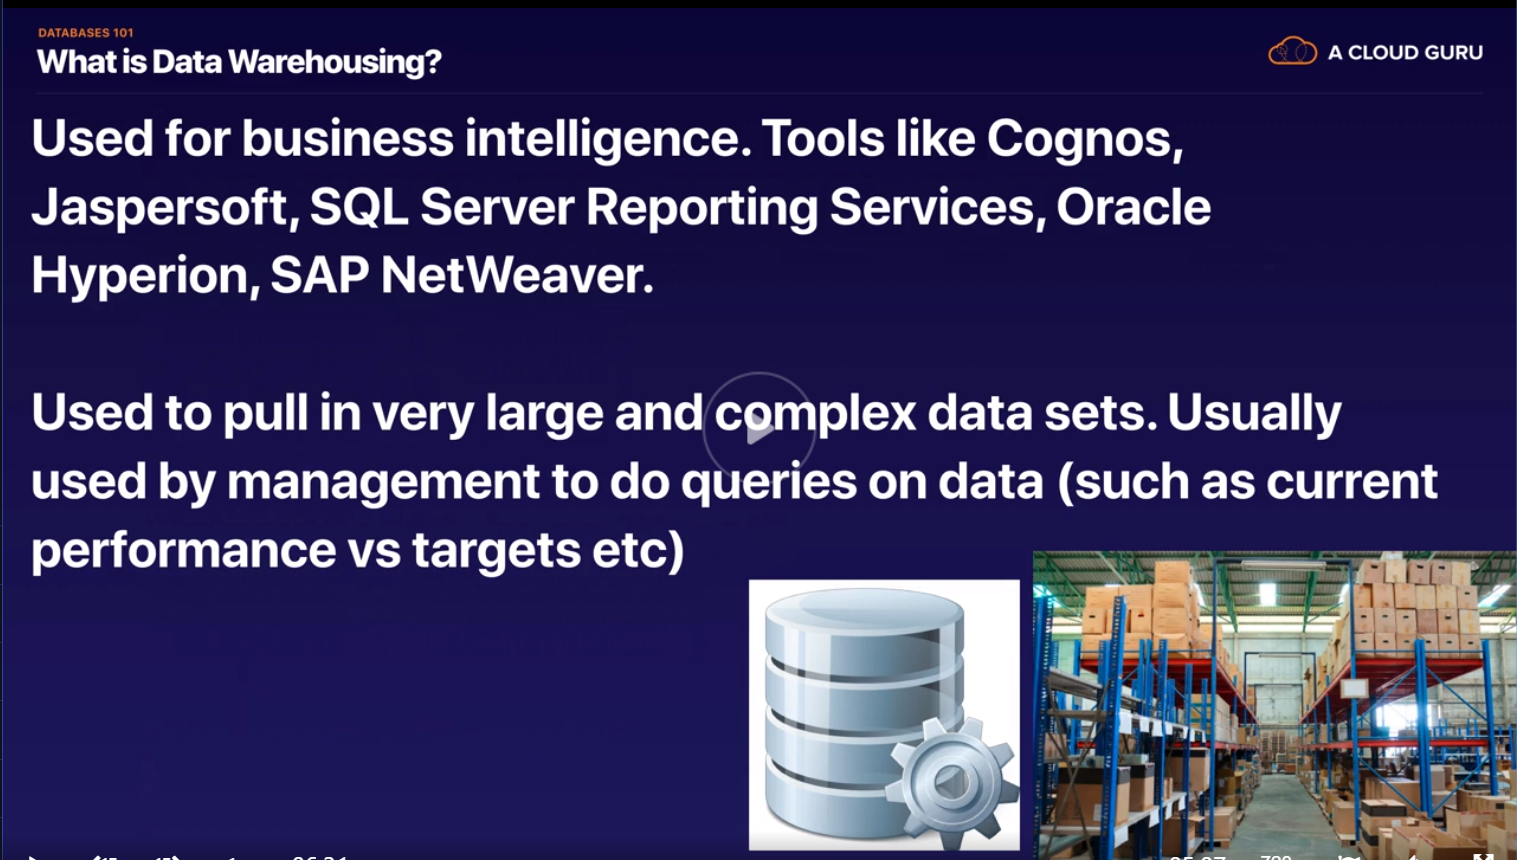 DATABASES 101
What is Data Warehousing?
A CLOUD GURU
Used for business intelligence. Tools like Cognos,
Jaspersoft, SQL Server Reporting Services, Oracle
Hyperion, SAP NetWeaver.
Used to pull in very large and complex data sets. Usually
used by management to do queries on data (such as current
performance vs targets etc)